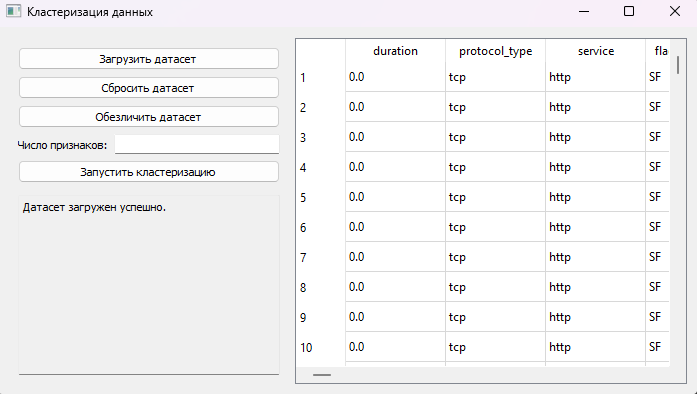 Кластеризация данных
Загрузить датасет
Сбросить датасет
Обезличить датасет
Число признаков:
Запустить кластеризацию
Датасет загружен успешно.
duration protocol_type service fla
1 0.0 tcp http SF
2 0.0 tcp http SF
3 0.0 tcp http SF
4 0.0 tcp http SF
5 0.0 tcp http SF
6 0.0 tcp http SF
7 0.0 tcp http SF
8 0.0 tcp http SF
9 0.0 tcp http SF
10 0.0 tcp http SF